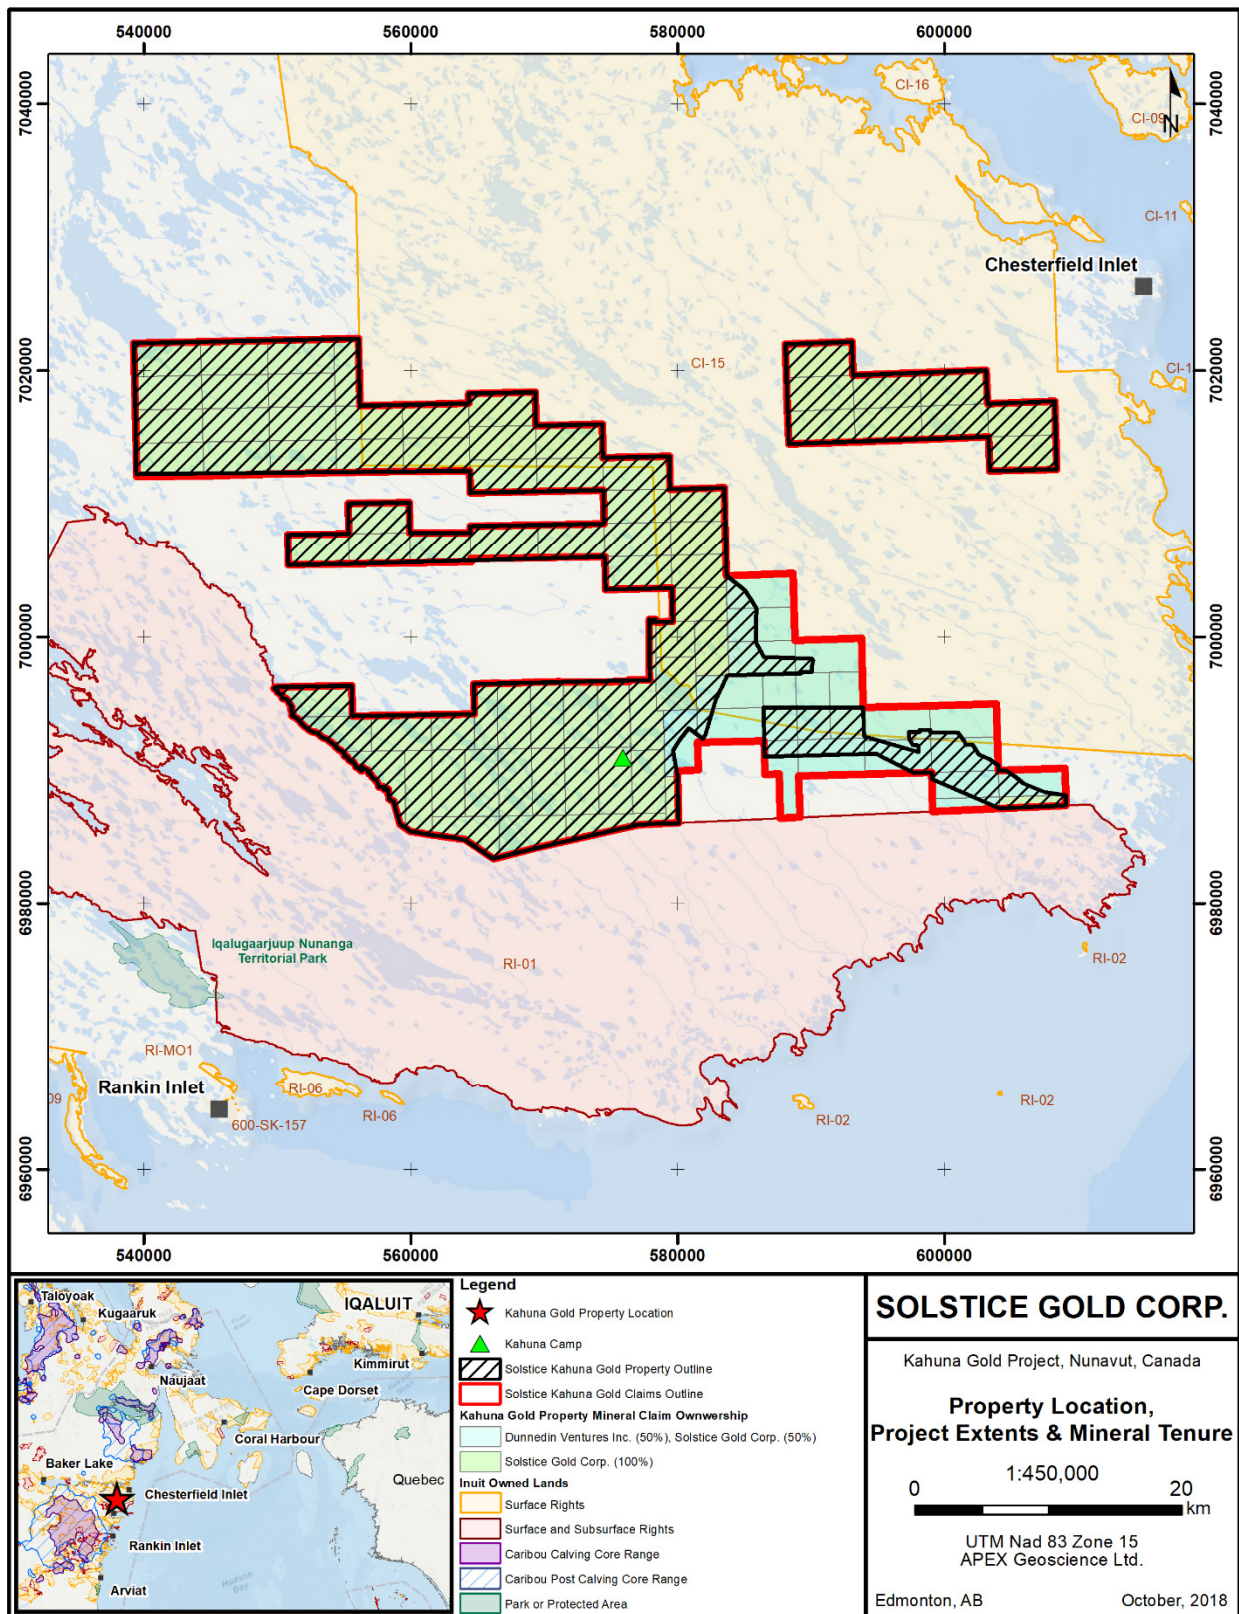 540000
560000
580000
600000
7040000
7040000
CI-16
CI-09
N
CI-11
Chesterfield Inlet
7020000
CI-15
CI-1
7020000
7000000
7000000
6980000
Iqalugaarjuup Nunanga
Territorial Park
RI-01
RI-02
6980000
RI-MO1
Rankin Inlet
RI-06
RI-06
09
600-SK-157
RI-02
RI-02
6960000
6960000
540000
560000
580000
600000
Taloyoak
Kugaaruk
IQALUIT
Kimmirut
Naujaat
Cape Dorset
Coral Harbour
Baker Lake
Quebec
Chesterfield Inlet
Rankin Inlet
Hudson
Bay
Arviat
Legend
Kahuna Gold Property Location
Kahuna Camp
Solstice Kahuna Gold Property Outline
Solstice Kahuna Gold Claims Outline
Kahuna Gold Property Mineral Claim Ownwership
Dunnedin Ventures Inc. (50%), Solstice Gold Corp. (50%)
Solstice Gold Corp. (100%)
Inuit Owned Lands
Surface Rights
Surface and Subsurface Rights
Caribou Calving Core Range
Caribou Post Calving Core Range
Park or Protected Area
SOLSTICE GOLD CORP.
Kahuna Gold Project, Nunavut, Canada
Property Location,
Project Extents & Mineral Tenure
1:450,000
0 20
km
UTM Nad 83 Zone 15
APEX Geoscience Ltd.
Edmonton, AB October, 2018